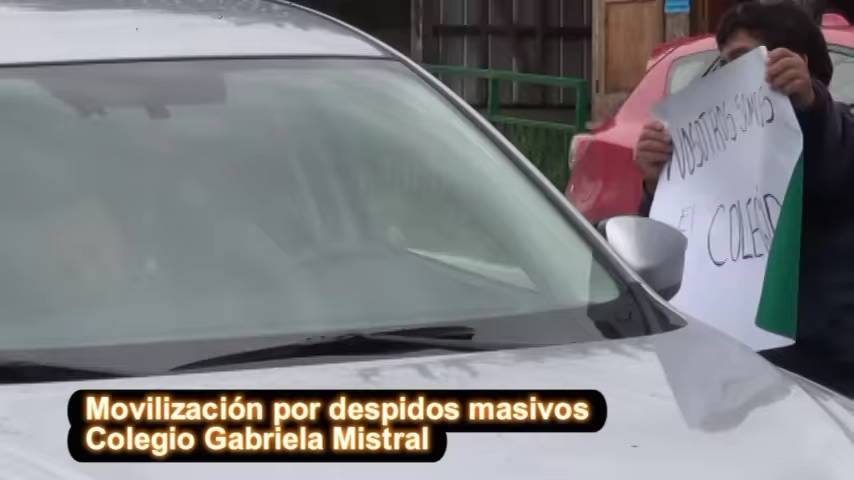 NOSOTROS SOMOS
EL COLEGIO
Movilización por despidos masivos
Colegio Gabriela Mistral